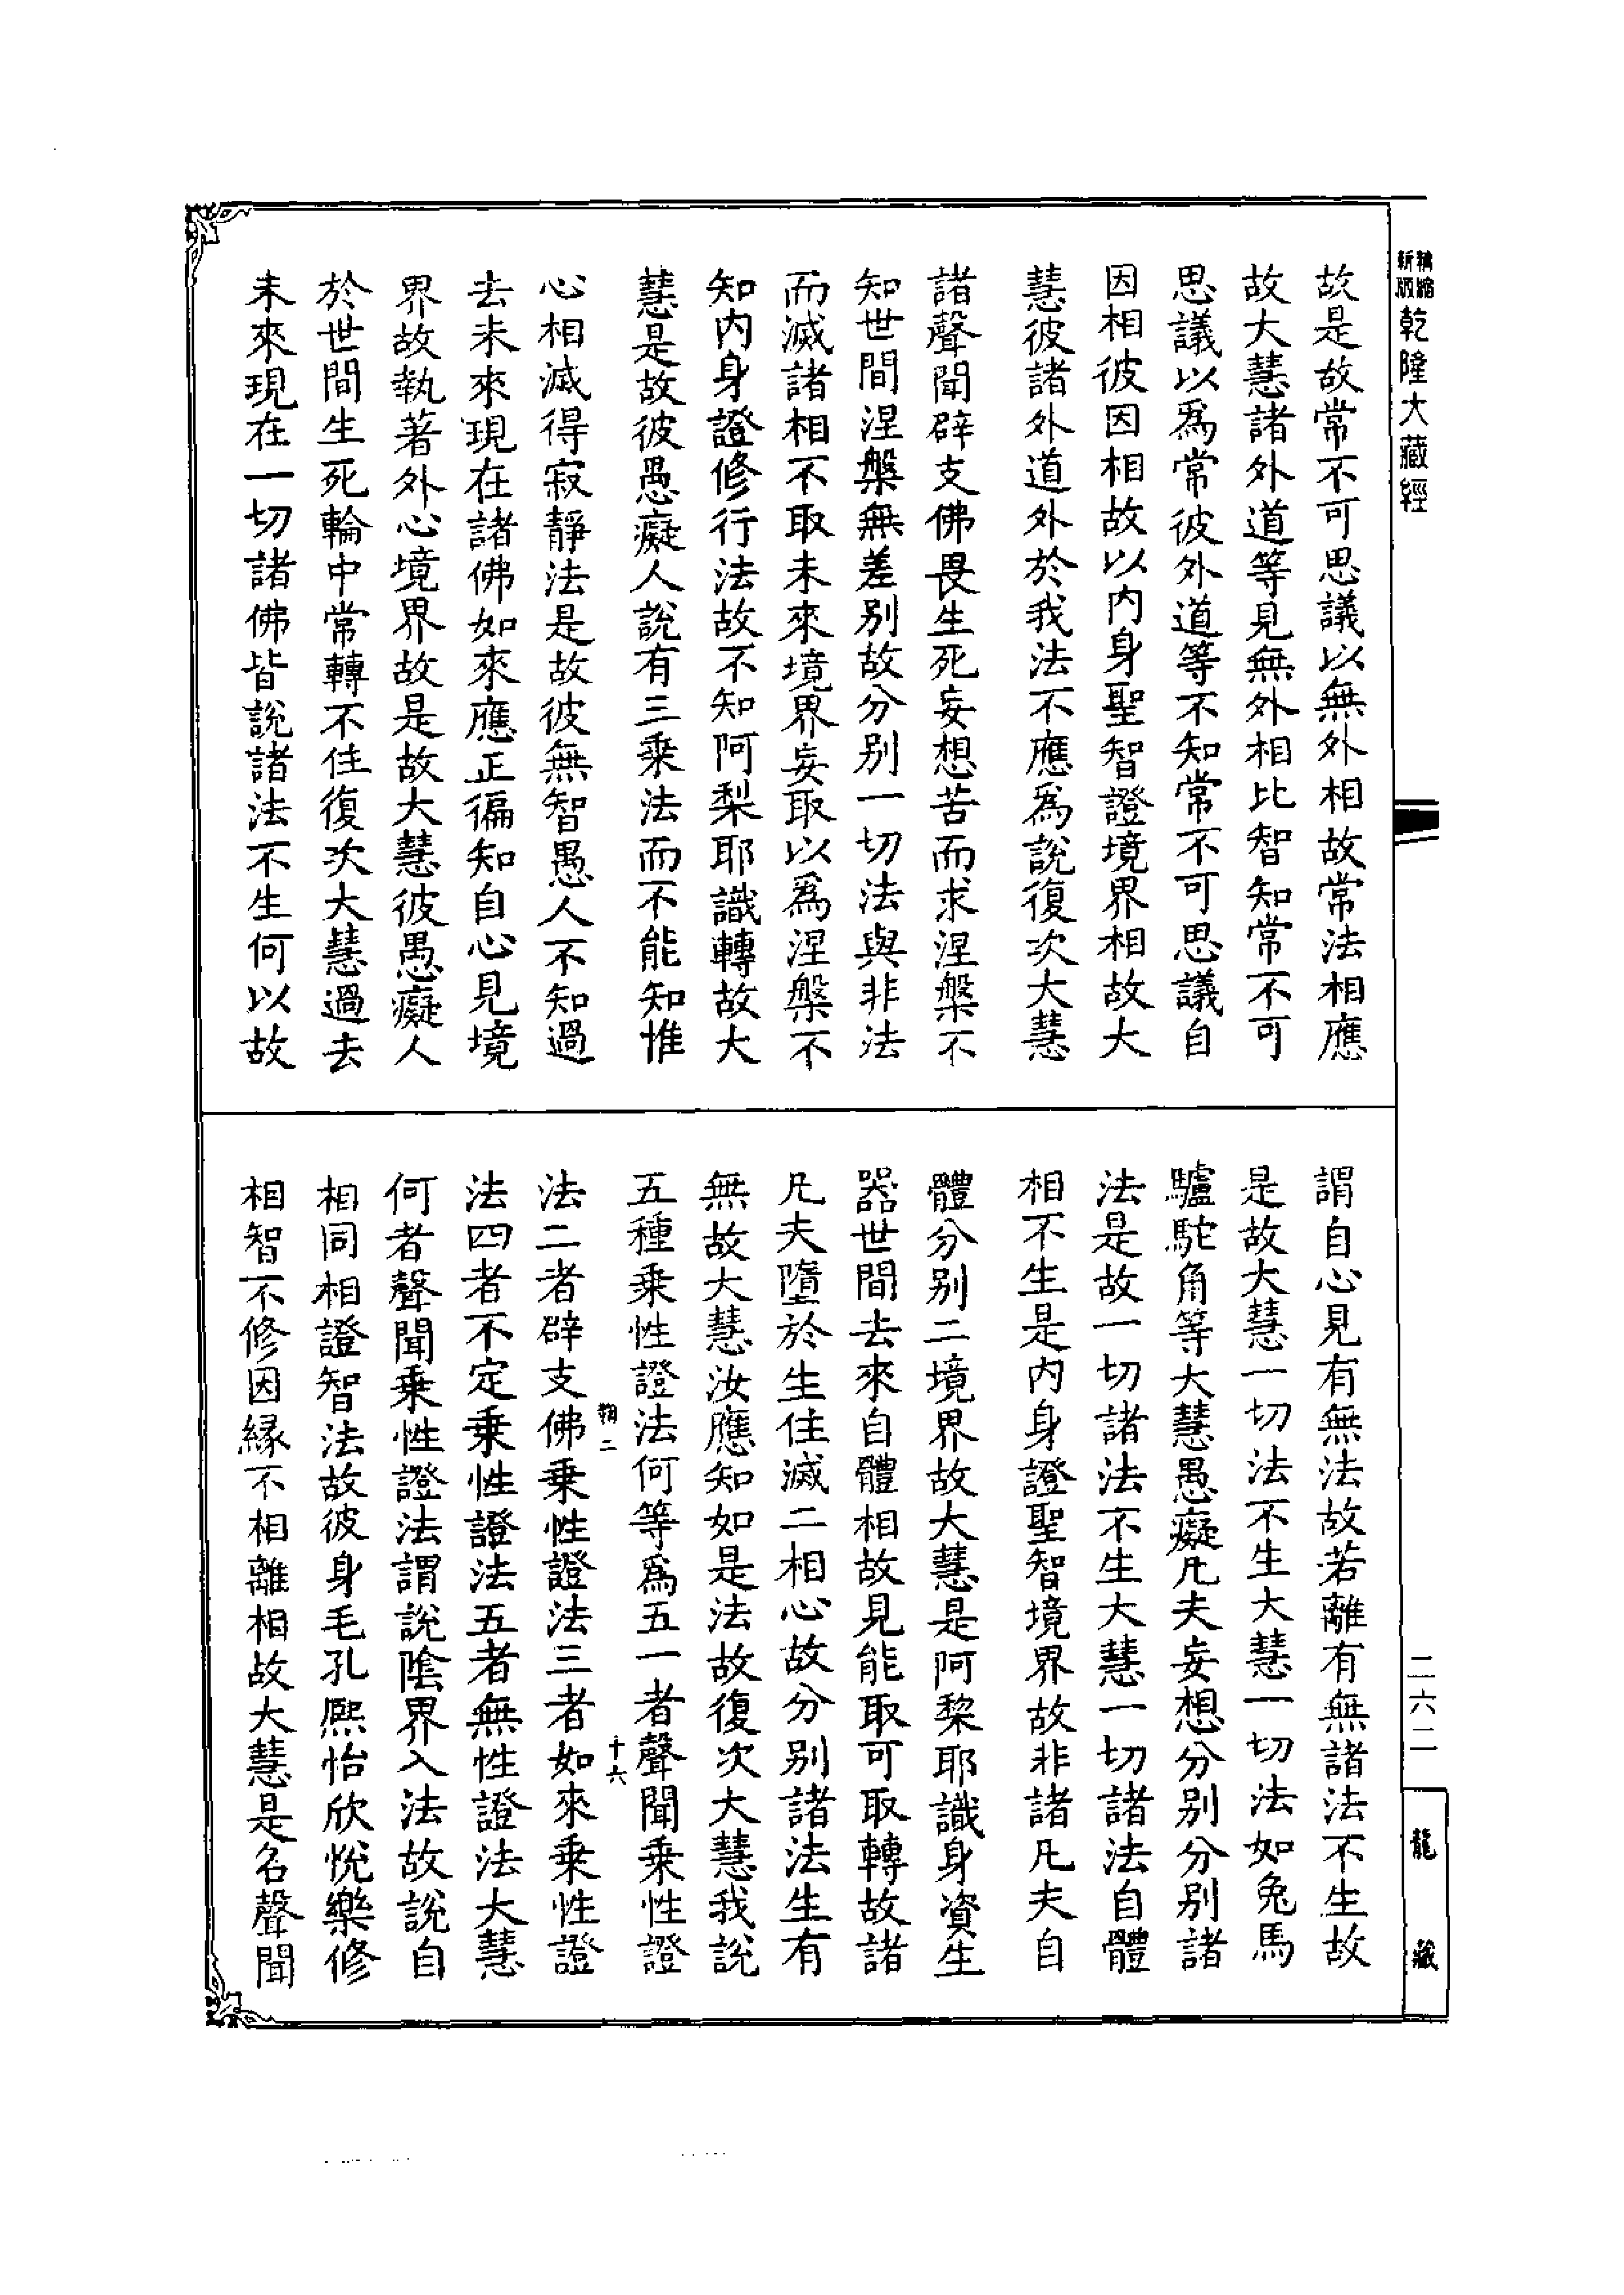 新版精縮
乾隆大藏經
故是故常不可思議以無外相故常法相應
故大慧諸外道等見無外相比智知常不可
思議以為常彼外道等不知常不可思議自
因相彼因相故以內身聖智證境界相故大
慧彼諸外道外於我法不應為說復次大慧
諸聲聞辟支佛畏生死妄想苦而求涅槃不
知世間涅槃無差別故分別一切法與非法
而滅諸相不取未來境界妄取以為涅槃不
知內身證修行法故不知阿梨耶識轉故大
慧是故彼愚癡人說有三乘法而不能知惟
心相滅得寂靜法是故彼無智愚人不知過
去未來現在諸佛如來應正徧知自心見境
界故執著外心境界故是故大慧彼愚癡人
於世間生死輪中常轉不住復次大慧過去
未來現在一切諸佛皆說諸法不生何以故
謂自心見有無法故若離有無諸法不生故
是故大慧一切法不生大慧一切法如兔馬
驢駝角等大慧愚癡凡夫妄想分別分別諸
法是故一切諸法不生大慧一切諸法自體
相不生是內身證聖智境界故非諸凡夫自
體分別二境界故大慧是阿黎耶識身資生
器世間去來自體相故見能取可取轉故諸
凡夫墮於生住滅二相心故分別諸法生有
無故大慧汝應知如是法故復次大慧我說
五種乘性證法何等為五一者聲聞乘性證
十六
法二者辟支佛乘性證法三者如來乘性證
法四者不定乘性證法五者無性證法大慧
何者聲聞乘性證法謂說陰界入法故說自
相同相證智法故彼身毛孔熙怡欣悅樂修
相智不修因緣不相離相故大慧是名聲聞
二六二
龍藏